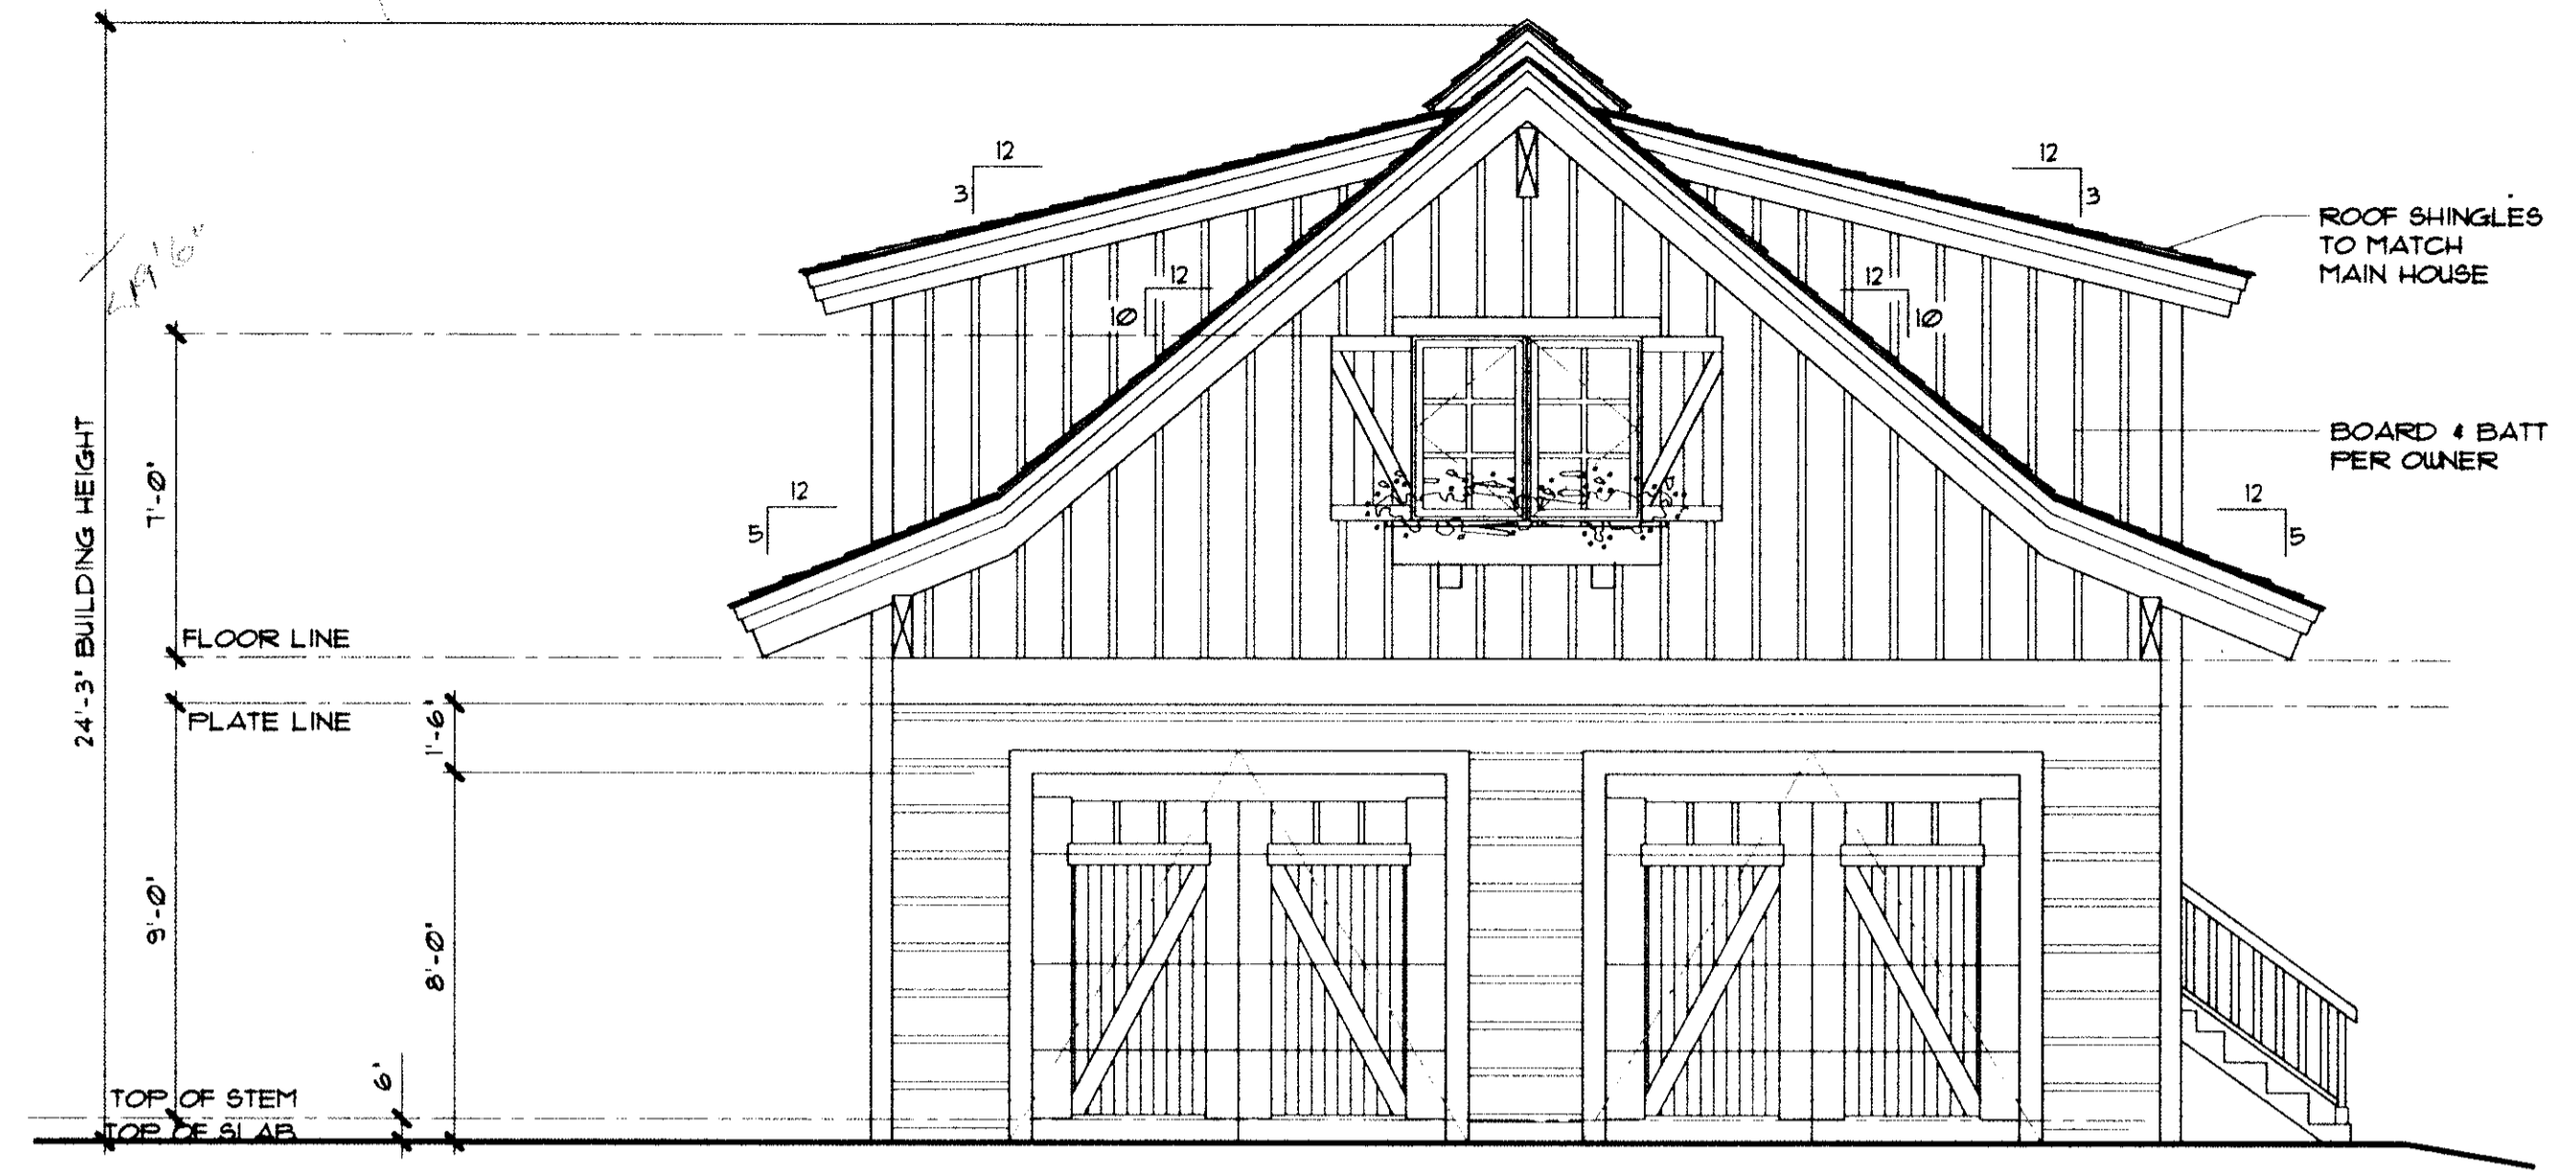 12
3
12
3
ROOF SHINGLES
TO MATCH
MAIN HOUSE
12
10
12
10
24'-3" BUILDING HEIGHT
7'-0"
BOARD & BATT
PER OWNER
12
5
12
5
FLOOR LINE
PLATE LINE
1'-6"
9'-0"
8'-0"
6"
TOP OF STEM
TOP OF SLAB